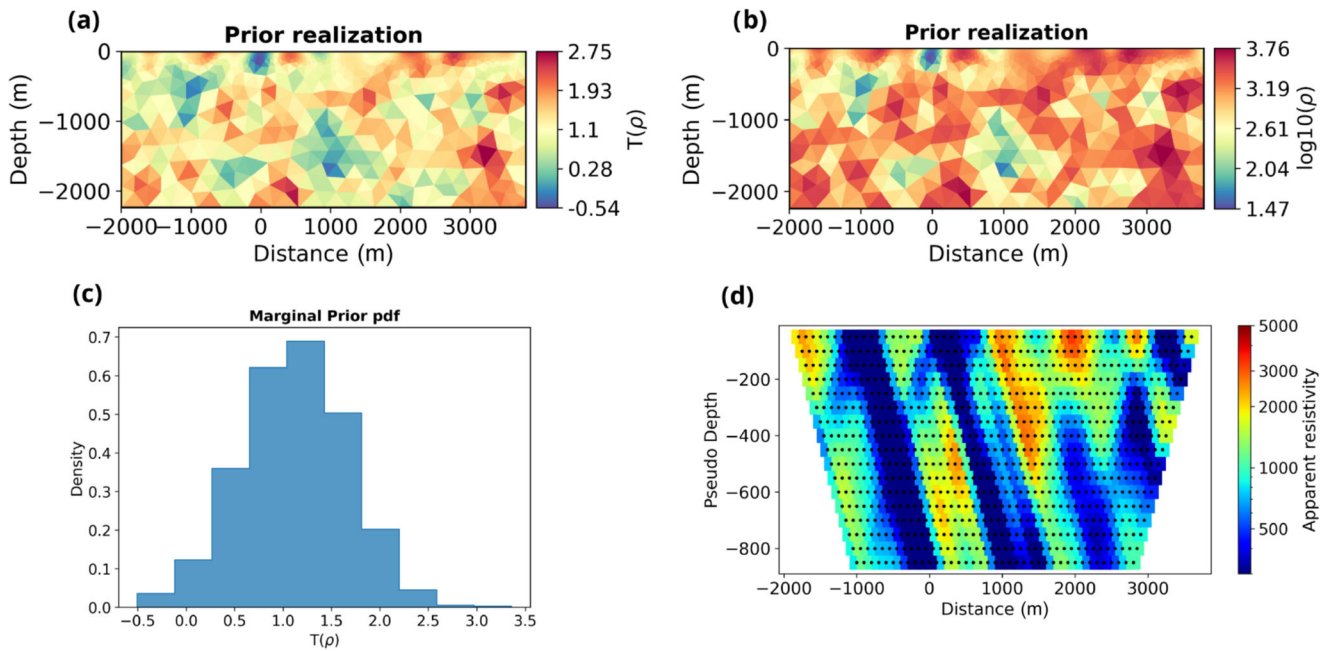 (a)
Prior realization
0
−1000
−2000
Depth (m)
−2000 −1000 0 1000 2000 3000
Distance (m)
2.75
1.93
1.1
0.28
-0.54
T(ρ)
(b)
Prior realization
0
−1000
−2000
Depth (m)
−2000 −1000 0 1000 2000 3000
Distance (m)
3.76
3.19
2.61
2.04
1.47
log10(ρ)
(c)
Marginal Prior pdf
0.7
0.6
0.5
0.4
0.3
0.2
0.1
0.0
Density
−0.5 0.0 0.5 1.0 1.5 2.0 2.5 3.0 3.5
T(ρ)
(d)
−200
−400
−600
−800
Pseudo Depth
−2000 −1000 0 1000 2000 3000
Distance (m)
5000
3000
2000
1000
500
Apparent resistivity